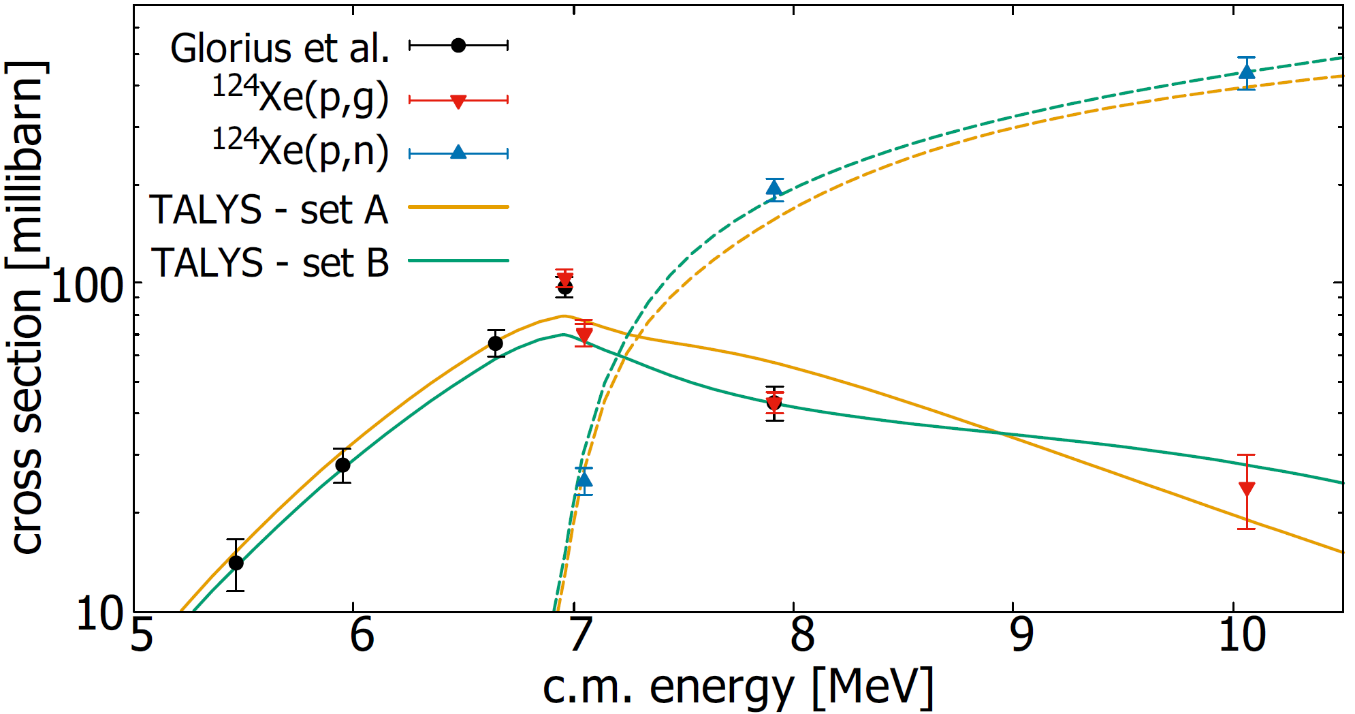 Glorius et al.
¹²⁴Xe(p,g)
¹²⁴Xe(p,n)
TALYS - set A
TALYS - set B
cross section [millibarn]
100
10
5 6 7 8 9 10
c.m. energy [MeV]